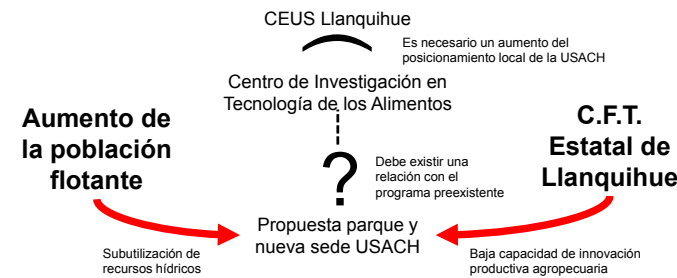 CEUS Llanquihue
Es necesario un aumento del
posicionamiento local de la USACH
Centro de Investigación en
Tecnología de los Alimentos
Aumento de
la población
flotante
C.F.T.
Estatal de
Llanquihue
?
Debe existir una
relación con el
programa preexistente
Propuesta parque y
nueva sede USACH
Subutilización de
recursos hídricos
Baja capacidad de innovación
productiva agropecuaria